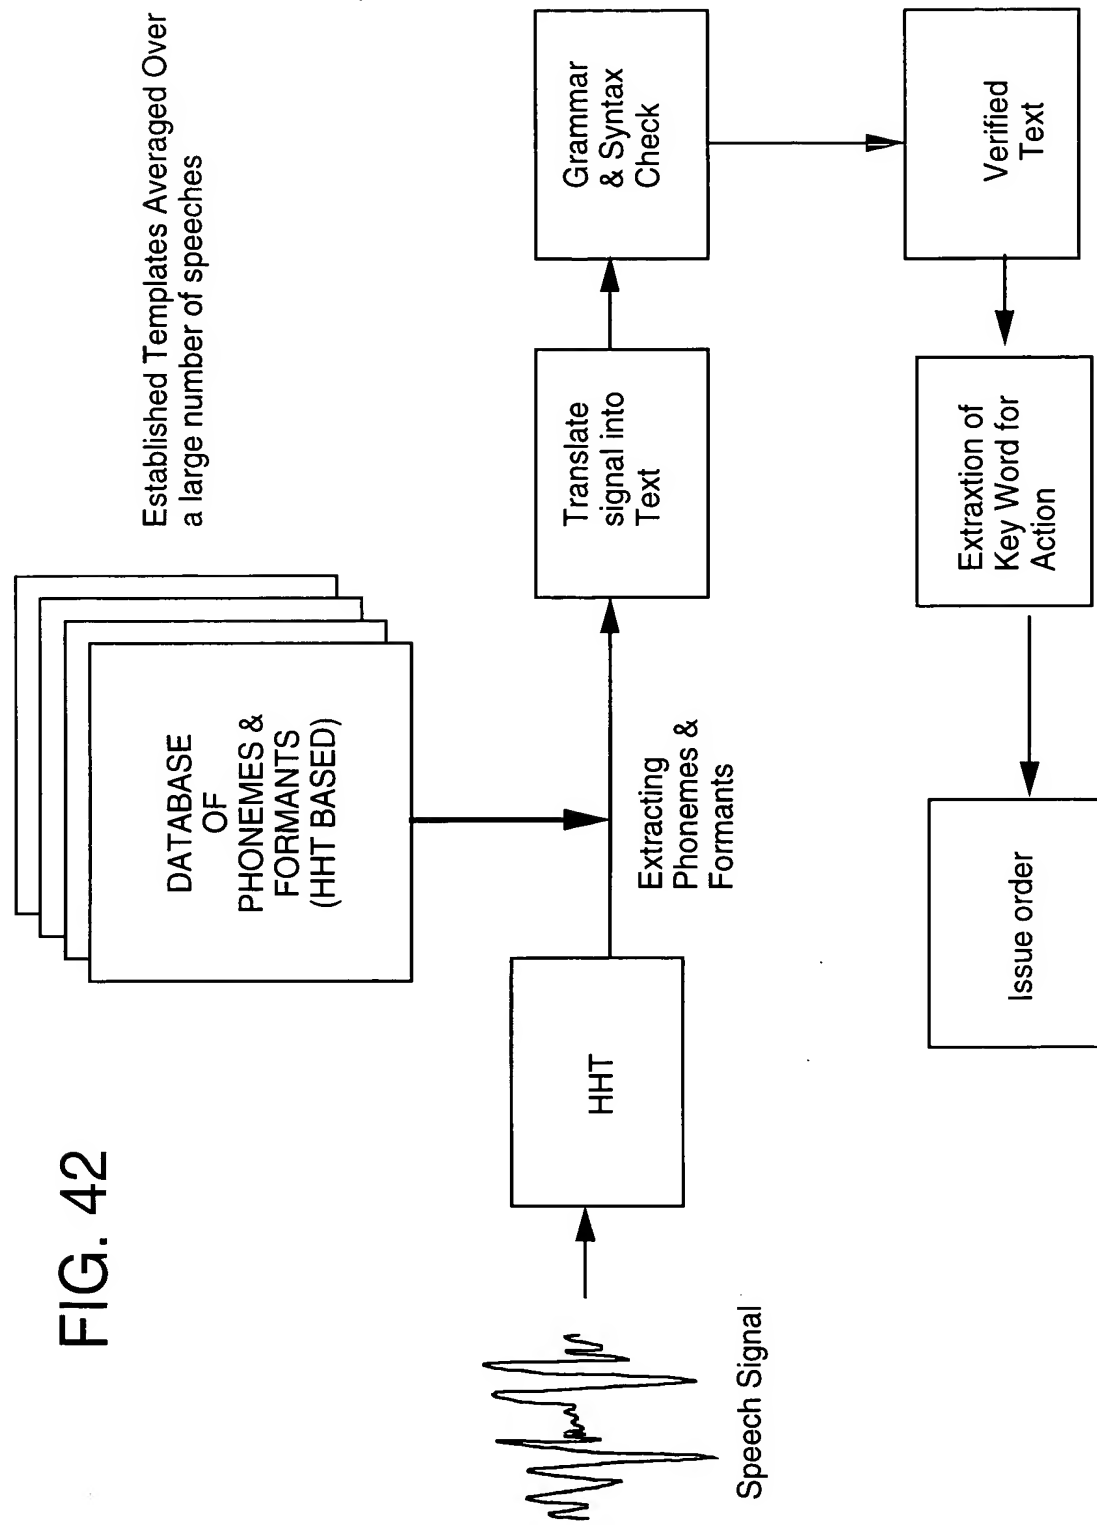 FIG. 42
Established Templates Averaged Over
a large number of speeches
DATABASE
OF
PHONEMES &
FORMANTS
(HHT BASED)
Speech Signal
HHT
Extracting
Phonemes &
Formants
Translate
signal into
Text
Grammar
& Syntax
Check
Verified
Text
Extraxtion of
Key Word for
Action
Issue order